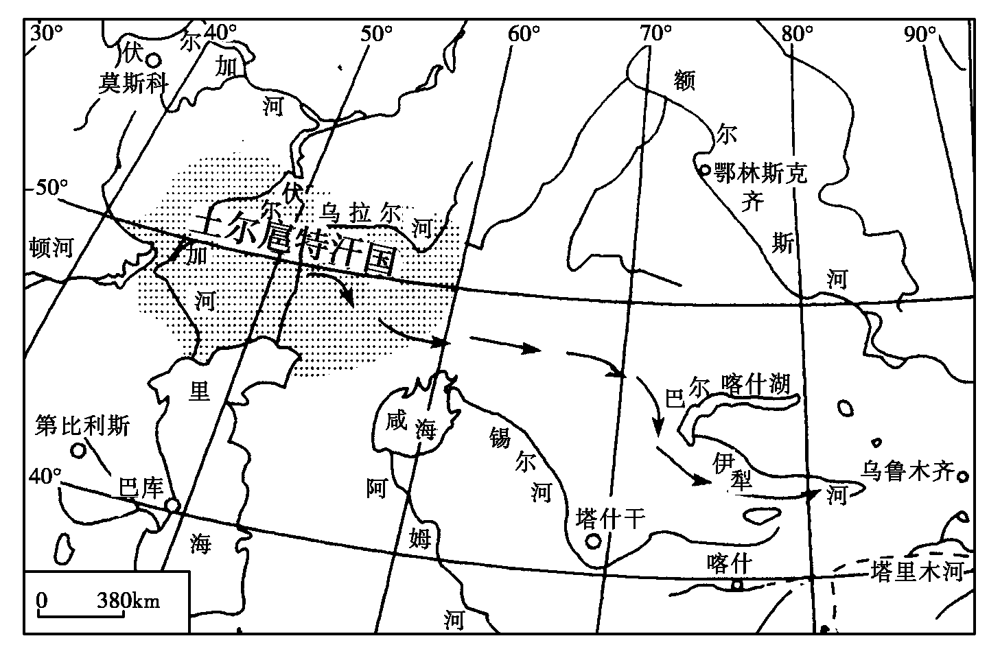 30°
40°
50°
60°
70°
80°
90°
伏尔加河
莫斯科
额尔齐斯河
鄂林斯克
50°
伏尔加河
乌拉尔河
土尔扈特汗国
顿河
里海
咸海
锡尔河
巴尔喀什湖
伊犁河
乌鲁木齐
第比利斯
40°
巴库
阿姆河
塔什干
喀什
塔里木河
0 380km